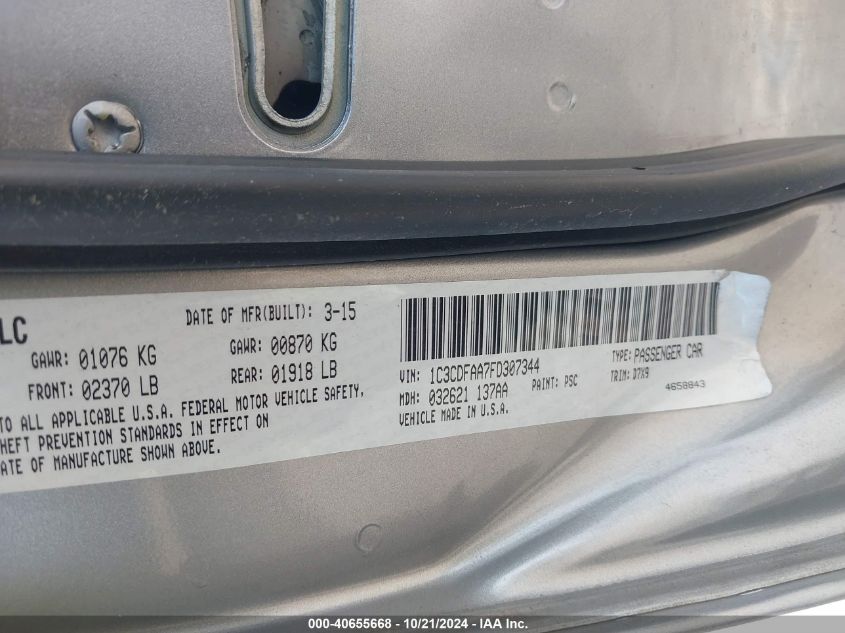 LC
DATE OF MFR(BUILT): 3-15
GAWR: 01076 KG GAWR: 00870 KG
FRONT: 02370 LB REAR: 01918 LB
TO ALL APPLICABLE U.S.A. FEDERAL MOTOR VEHICLE SAFETY,
HEFT PREVENTION STANDARDS IN EFFECT ON
ATE OF MANUFACTURE SHOWN ABOVE.
VIN: 1C3CDFAA7FD307344 TYPE: PASSENGER CAR
MDH: 032621 137AA PAINT: PSC TRIM: D7X9
VEHICLE MADE IN U.S.A. 4658843
000-40655668 - 10/21/2024 - IAA Inc.